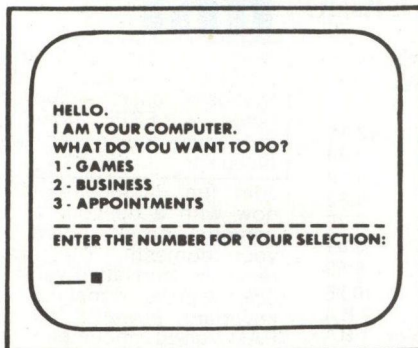 HELLO.
I AM YOUR COMPUTER.
WHAT DO YOU WANT TO DO?
1 - GAMES
2 - BUSINESS
3 - APPOINTMENTS
ENTER THE NUMBER FOR YOUR SELECTION: